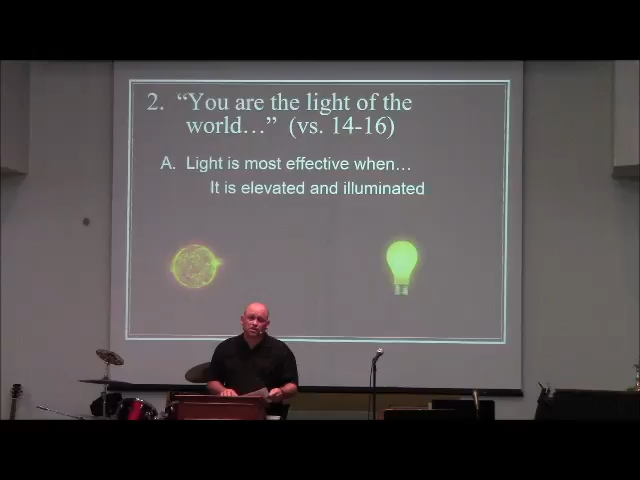 2. “You are the light of the
world…” (vs. 14-16)
A. Light is most effective when…
It is elevated and illuminated